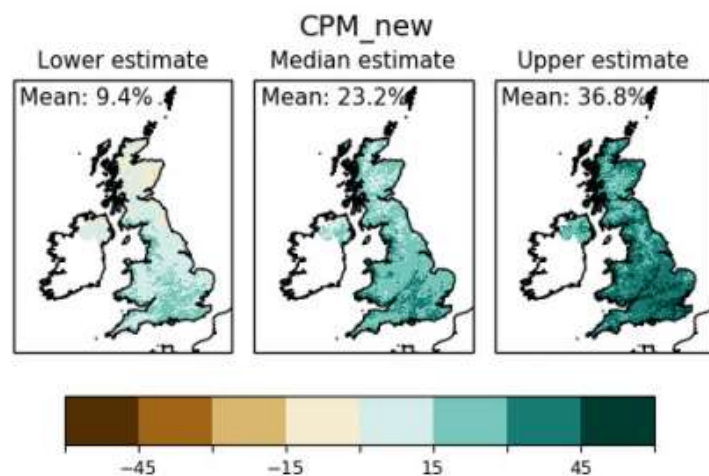 CPM_new
Lower estimate Median estimate Upper estimate
Mean: 9.4% Mean: 23.2% Mean: 36.8%
−45 −15 15 45